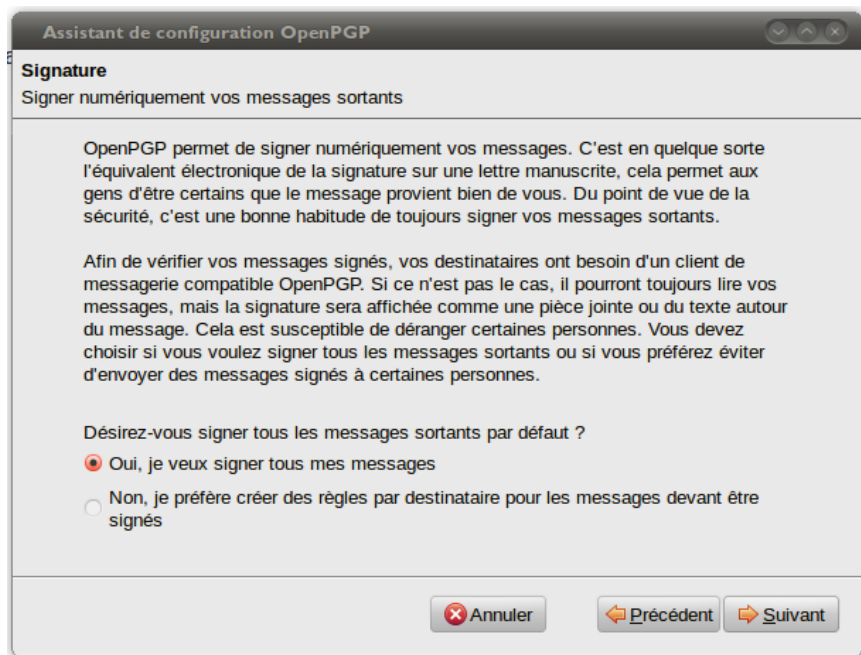 Assistant de configuration OpenPGP
Signature
Signer numériquement vos messages sortants
OpenPGP permet de signer numériquement vos messages. C'est en quelque sorte
l'équivalent électronique de la signature sur une lettre manuscrite, cela permet aux
gens d'être certains que le message provient bien de vous. Du point de vue de la
sécurité, c'est une bonne habitude de toujours signer vos messages sortants.
Afin de vérifier vos messages signés, vos destinataires ont besoin d'un client de
messagerie compatible OpenPGP. Si ce n'est pas le cas, il pourront toujours lire vos
messages, mais la signature sera affichée comme une pièce jointe ou du texte autour
du message. Cela est susceptible de déranger certaines personnes. Vous devez
choisir si vous voulez signer tous les messages sortants ou si vous préférez éviter
d'envoyer des messages signés à certaines personnes.
Désirez-vous signer tous les messages sortants par défaut ?
Oui, je veux signer tous mes messages
Non, je préfère créer des règles par destinataire pour les messages devant être
signés
Annuler
Précédent
Suivant